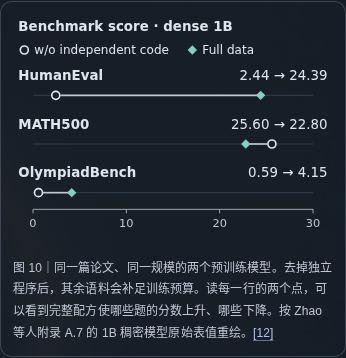 Benchmark score · dense 1B
w/o independent code Full data
HumanEval 2.44 → 24.39
MATH500 25.60 → 22.80
OlympiadBench 0.59 → 4.15
0 10 20 30
图 10｜同一篇论文、同一规模的两个预训练模型。去掉独立
程序后，其余语料会补足训练预算。读每一行的两个点，可
以看到完整配方使哪些题的分数上升、哪些下降。按 Zhao
等人附录 A.7 的 1B 稠密模型原始表值重绘。[12]